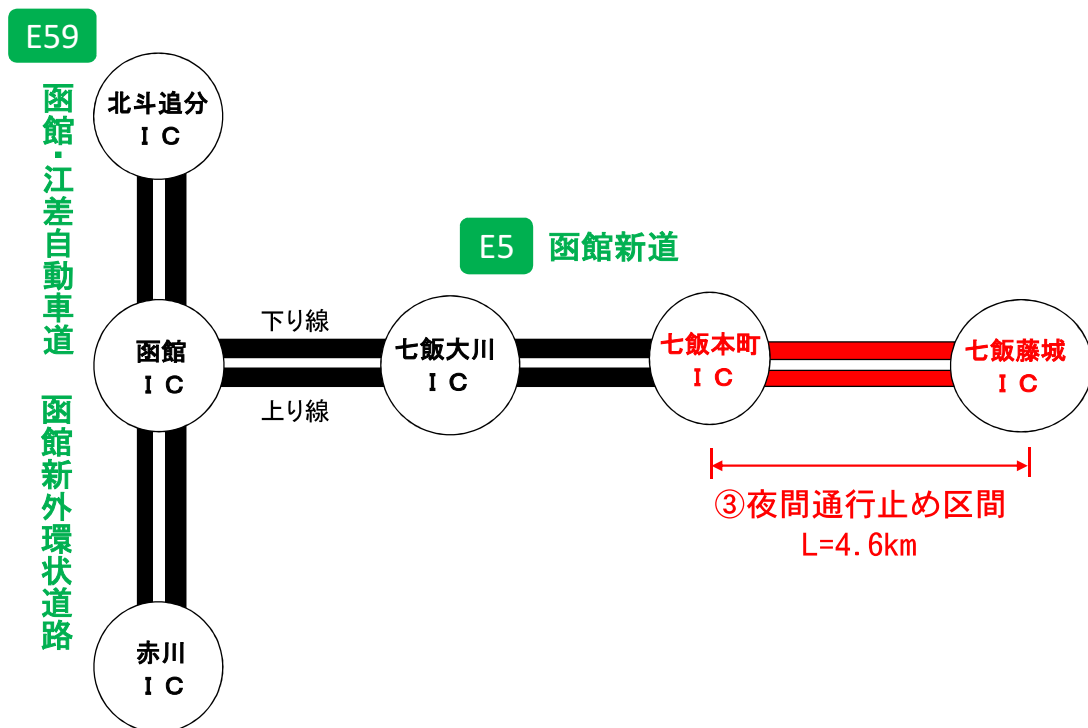 E59
函館・江差自動車道 函館新外環状道路
北斗追分
ＩＣ
E5 函館新道
下り線
上り線
函館
ＩＣ
七飯大川
ＩＣ
七飯本町
ＩＣ
七飯藤城
ＩＣ
③夜間通行止め区間
L=4.6km
赤川
ＩＣ